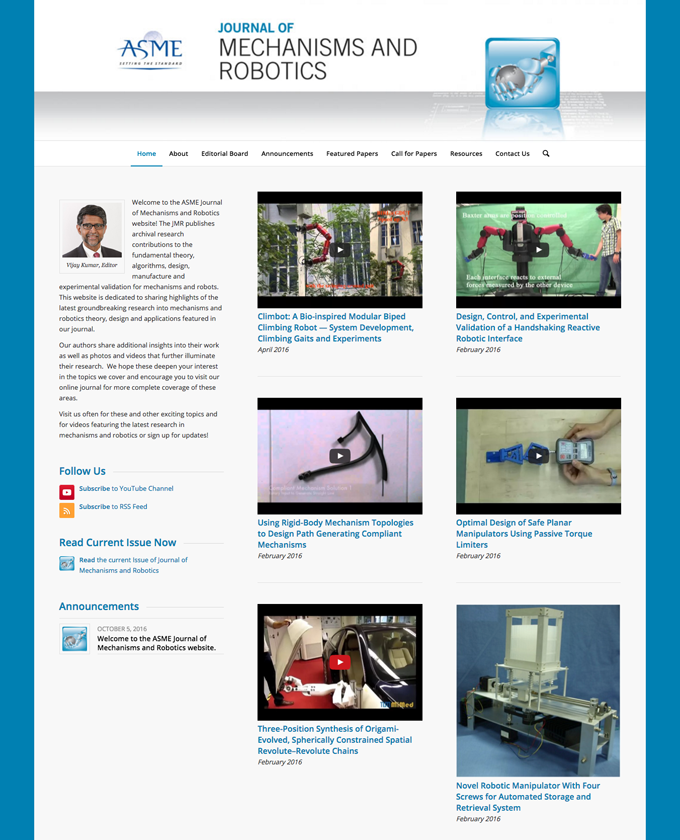 ASME
SETTING THE STANDARD
JOURNAL OF
MECHANISMS AND
ROBOTICS
Home About Editorial Board Announcements Featured Papers Call for Papers Resources Contact Us
Vijay Kumar, Editor
Welcome to the ASME Journal
of Mechanisms and Robotics
website! The JMR publishes
archival research
contributions to the
fundamental theory,
algorithms, design,
manufacture and
experimental validation for mechanisms and robots.
This website is dedicated to sharing highlights of the
latest groundbreaking research into mechanisms and
robotics theory, design and applications featured in
our journal.
Our authors share additional insights into their work
as well as photos and videos that further illuminate
their research. We hope these deepen your interest
in the topics we cover and encourage you to visit our
online journal for more complete coverage of these
areas.
Visit us often for these and other exciting topics and
for videos featuring the latest research in
mechanisms and robotics or sign up for updates!
Follow Us
Subscribe to YouTube Channel
Subscribe to RSS Feed
Read Current Issue Now
Read the current Issue of Journal of
Mechanisms and Robotics
Announcements
OCTOBER 5, 2016
Welcome to the ASME Journal of
Mechanisms and Robotics website.
Climbot: A Bio-inspired Modular Biped
Climbing Robot — System Development,
Climbing Gaits and Experiments
April 2016
Baxter arms are position controlled
Each interface reacts to external
forces measured by the other device
Design, Control, and Experimental
Validation of a Handshaking Reactive
Robotic Interface
February 2016
Compliant Mechanism Solution
Using Rigid-Body Mechanism Topologies
to Design Path Generating Compliant
Mechanisms
February 2016
Optimal Design of Safe Planar
Manipulators Using Passive Torque
Limiters
February 2016
Three-Position Synthesis of Origami-
Evolved, Spherically Constrained Spatial
Revolute–Revolute Chains
February 2016
Novel Robotic Manipulator With Four
Screws for Automated Storage and
Retrieval System
February 2016